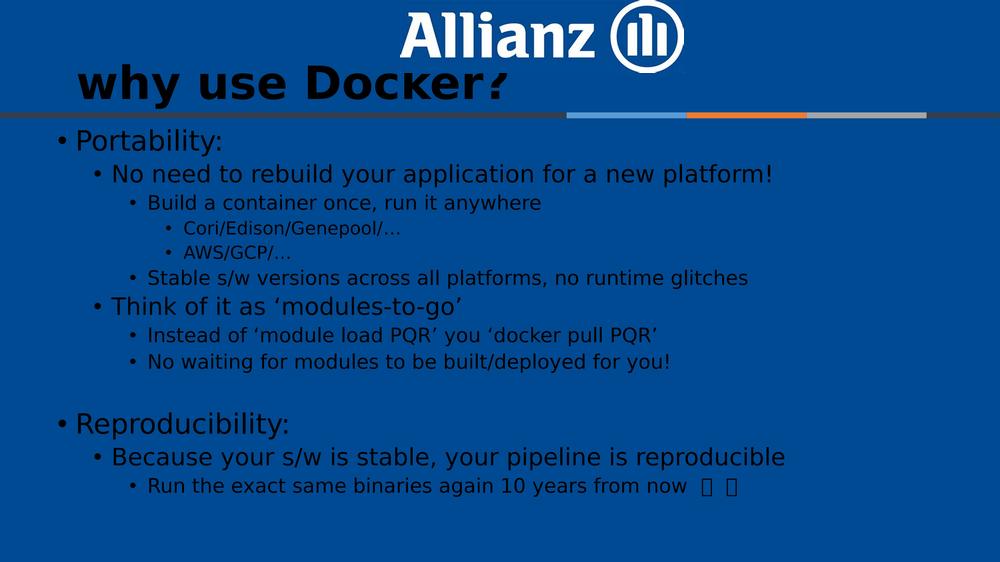 Allianz
why use Docker?
• Portability:
• No need to rebuild your application for a new platform!
• Build a container once, run it anywhere
• Cori/Edison/Genepool/…
• AWS/GCP/…
• Stable s/w versions across all platforms, no runtime glitches
• Think of it as ‘modules-to-go’
• Instead of ‘module load PQR’ you ‘docker pull PQR’
• No waiting for modules to be built/deployed for you!
• Reproducibility:
• Because your s/w is stable, your pipeline is reproducible
• Run the exact same binaries again 10 years from now